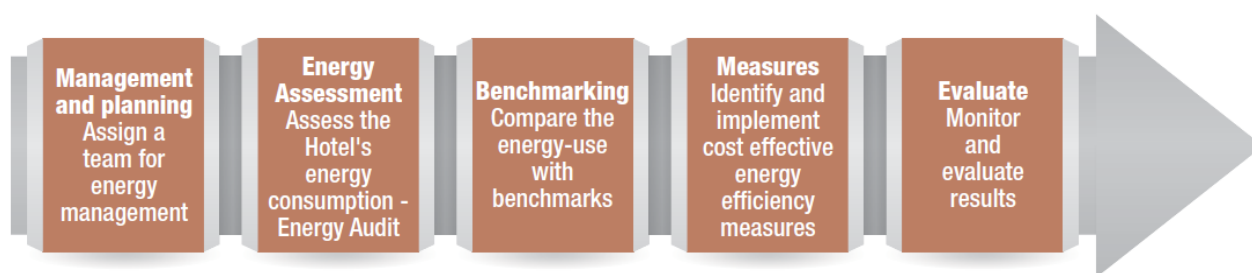 Management
and planning
Assign a
team for
energy
management
Energy
Assessment
Assess the
Hotel's
energy
consumption -
Energy Audit
Benchmarking
Compare the
energy-use
with
benchmarks
Measures
Identify and
implement
cost effective
energy
efficiency
measures
Evaluate
Monitor
and
evaluate
results